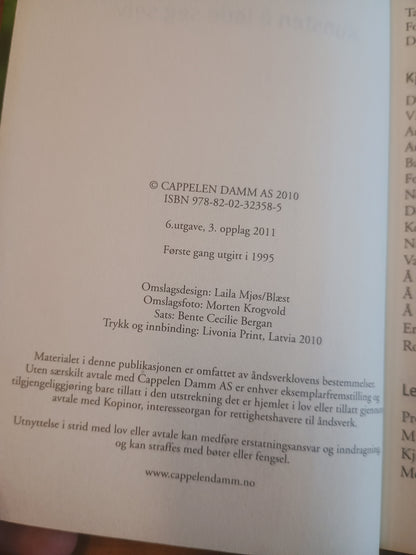 © CAPPELEN DAMM AS 2010
ISBN 978-82-02-32358-5
6.utgave, 3. opplag 2011
Første gang utgitt i 1995
Omslagsdesign: Laila Mjøs/Blæst
Omslagsfoto: Morten Krogvold
Sats: Bente Cecilie Bergan
Trykk og innbinding: Livonia Print, Latvia 2010
Materialet i denne publikasjonen er omfattet av åndsverklovens bestemmelser.
Uten særskilt avtale med Cappelen Damm AS er enhver eksemplarfremstilling og
tilgjengeliggjøring bare tillatt i den utstrekning det er hjemlet i lov eller tillatt gjennom
avtale med Kopinor, interesseorgan for rettighetshavere til åndsverk.
Utnyttelse i strid med lov eller avtale kan medføre erstatningsansvar og inndragning
og kan straffes med bøter eller fengsel.
www.cappelendamm.no